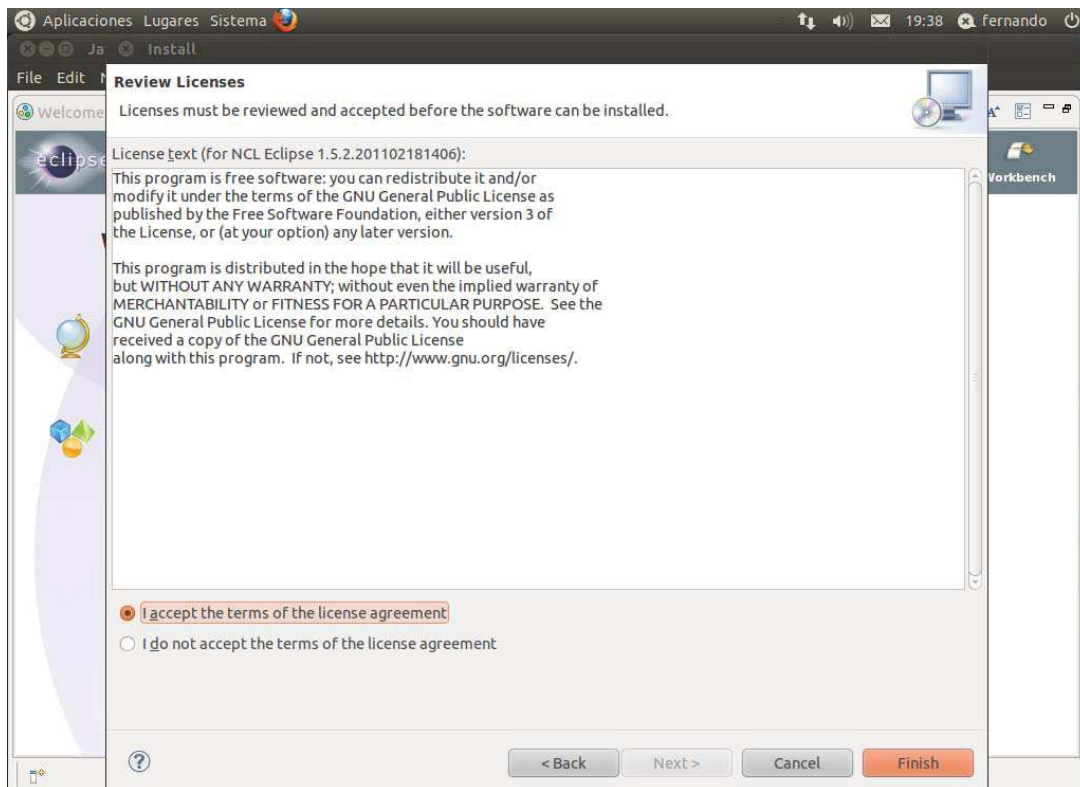 Aplicaciones Lugares Sistema
19:38 fernando
Ja Install
File Edit
Review Licenses
Welcome
Licenses must be reviewed and accepted before the software can be installed.
eclipse
License text (for NCL Eclipse 1.5.2.201102181406):
Workbench
This program is free software: you can redistribute it and/or
modify it under the terms of the GNU General Public License as
published by the Free Software Foundation, either version 3 of
the License, or (at your option) any later version.
This program is distributed in the hope that it will be useful,
but WITHOUT ANY WARRANTY; without even the implied warranty of
MERCHANTABILITY or FITNESS FOR A PARTICULAR PURPOSE.  See the
GNU General Public License for more details. You should have
received a copy of the GNU General Public License
along with this program.  If not, see http://www.gnu.org/licenses/.
I accept the terms of the license agreement
I do not accept the terms of the license agreement
< Back Next > Cancel Finish